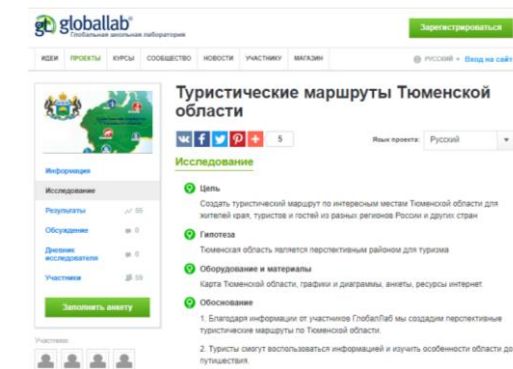 globallab
Глобальная школьная лаборатория
Зарегистрироваться
ИДЕИ ПРОЕКТЫ КУРСЫ СООБЩЕСТВО НОВОСТИ УЧАСТНИКУ МАГАЗИН
РУССКИЙ Вход на сайт
Туристические маршруты Тюменской
области
5
Язык проекта: Русский
Исследование
Информация
Исследование
Результаты 55
Обсуждение 0
Дневник
исследователя 0
Участники
Заполнить анкету
Участники:
Цель
Создать туристический маршрут по интересным местам Тюменской области для
жителей края, туристов и гостей из разных регионов России и других стран
Гипотеза
Тюменская область является перспективным районом для туризма
Оборудование и материалы
Карта Тюменской области, графики и диаграммы, анкеты, ресурсы интернет
Обоснование
1. Благодаря информации от участников ГлобалЛаб мы создадим перспективные
туристические маршруты по Тюменской области.
2. Туристы смогут воспользоваться информацией и изучить особенности области до
путешествия.